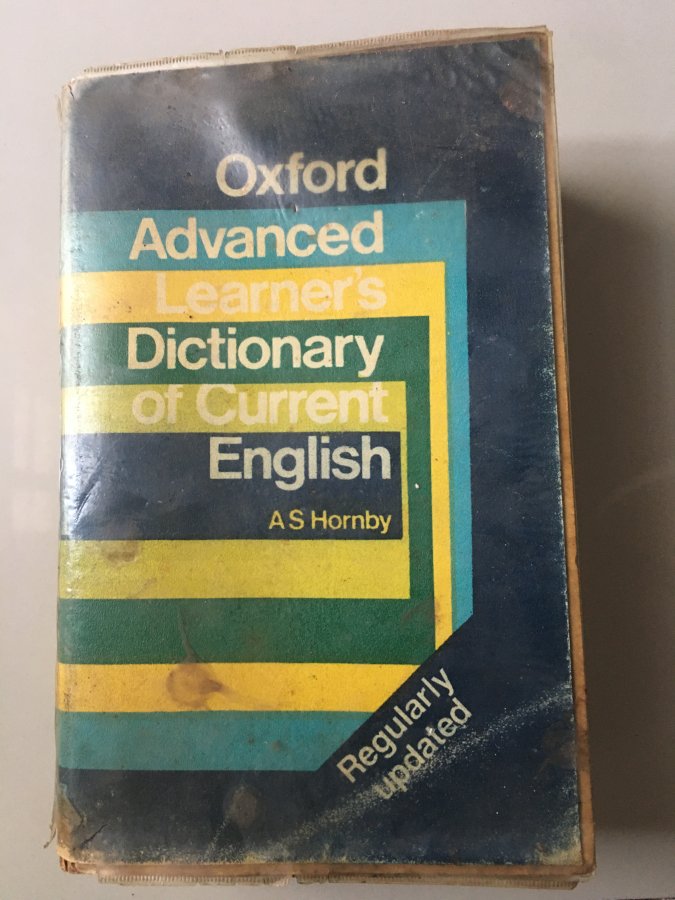 Oxford
Advanced
Learner's
Dictionary
of Current
English
A S Hornby
Regularly
updated